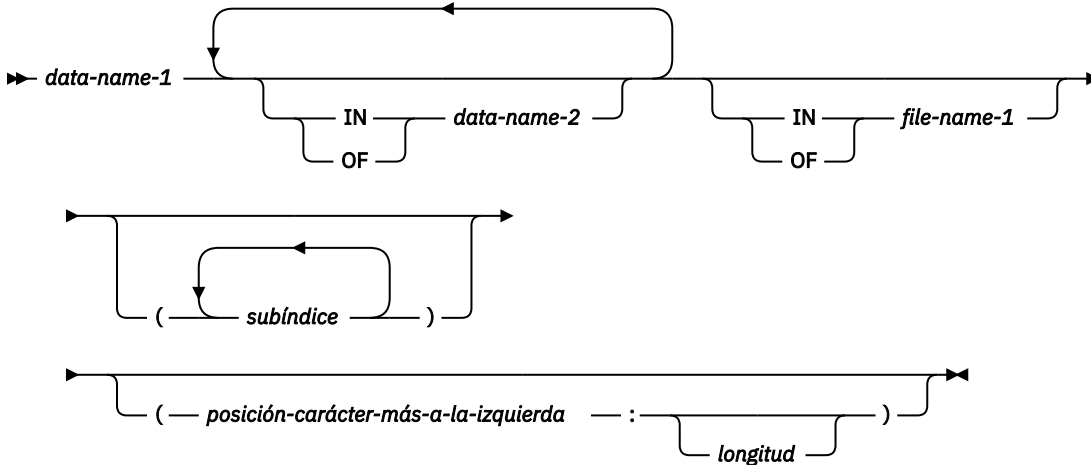 data-name-1 IN data-name-2 IN file-name-1
OF OF
( subíndice )
( posición-carácter-más-a-la-izquierda : )
longitud